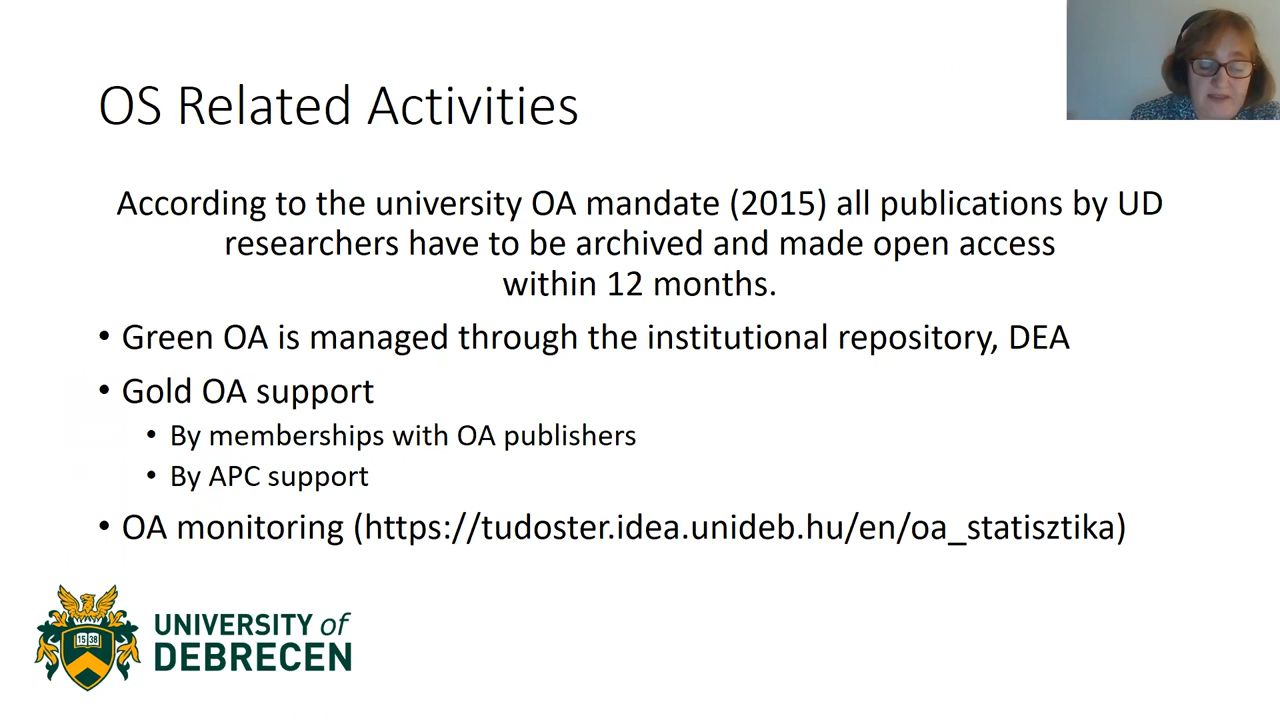 OS Related Activities
According to the university OA mandate (2015) all publications by UD
researchers have to be archived and made open access
within 12 months.
• Green OA is managed through the institutional repository, DEA
• Gold OA support
• By memberships with OA publishers
• By APC support
• OA monitoring (https://tudoster.idea.unideb.hu/en/oa_statisztika)
15 38
UNIVERSITY of
DEBRECEN